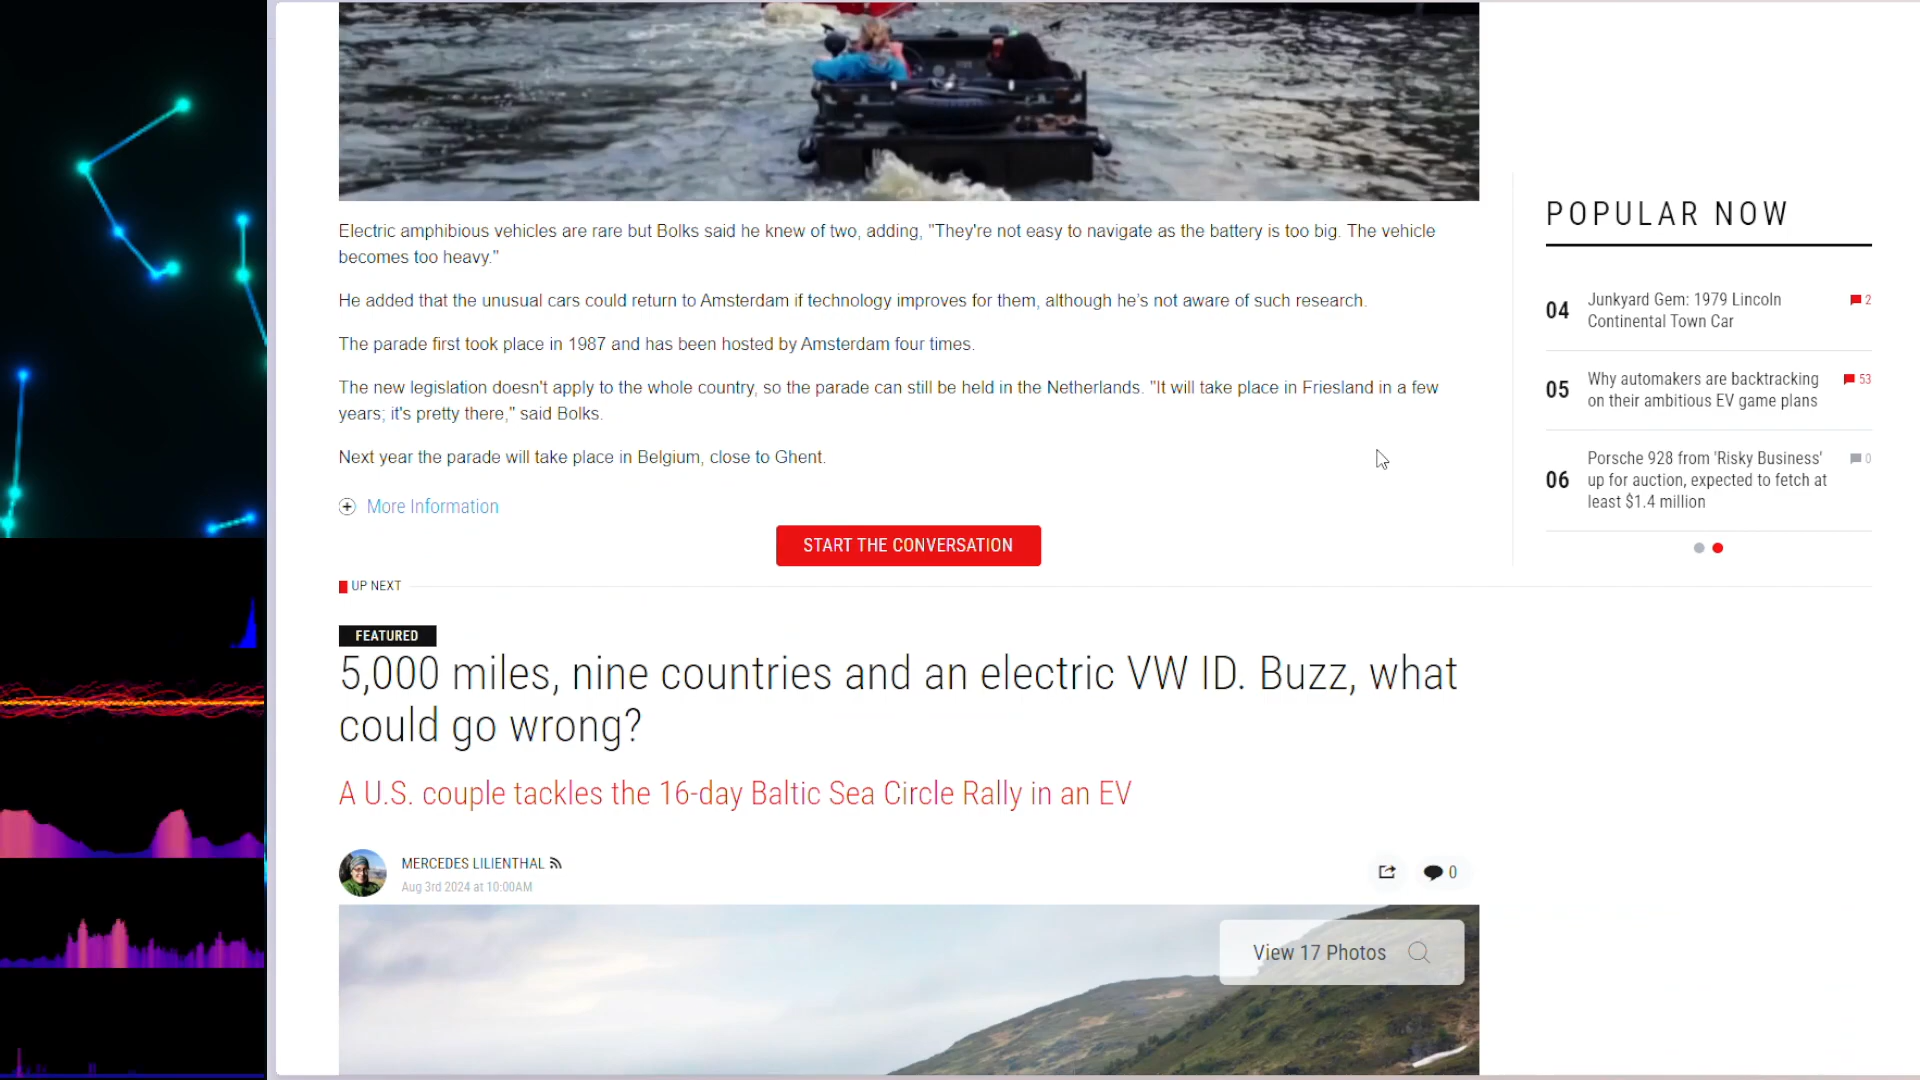 Electric amphibious vehicles are rare but Bolks said he knew of two, adding, "They're not easy to navigate as the battery is too big. The vehicle
becomes too heavy."
He added that the unusual cars could return to Amsterdam if technology improves for them, although he's not aware of such research.
The parade first took place in 1987 and has been hosted by Amsterdam four times.
The new legislation doesn't apply to the whole country, so the parade can still be held in the Netherlands. "It will take place in Friesland in a few
years; it's pretty there," said Bolks.
Next year the parade will take place in Belgium, close to Ghent.
More Information
START THE CONVERSATION
POPULAR NOW
04
Junkyard Gem: 1979 Lincoln
Continental Town Car
2
05
Why automakers are backtracking
on their ambitious EV game plans
53
06
Porsche 928 from 'Risky Business'
up for auction, expected to fetch at
least $1.4 million
0
UP NEXT
FEATURED
5,000 miles, nine countries and an electric VW ID. Buzz, what
could go wrong?
A U.S. couple tackles the 16-day Baltic Sea Circle Rally in an EV
MERCEDES LILIENTHAL
Aug 3rd 2024 at 10:00AM
0
View 17 Photos